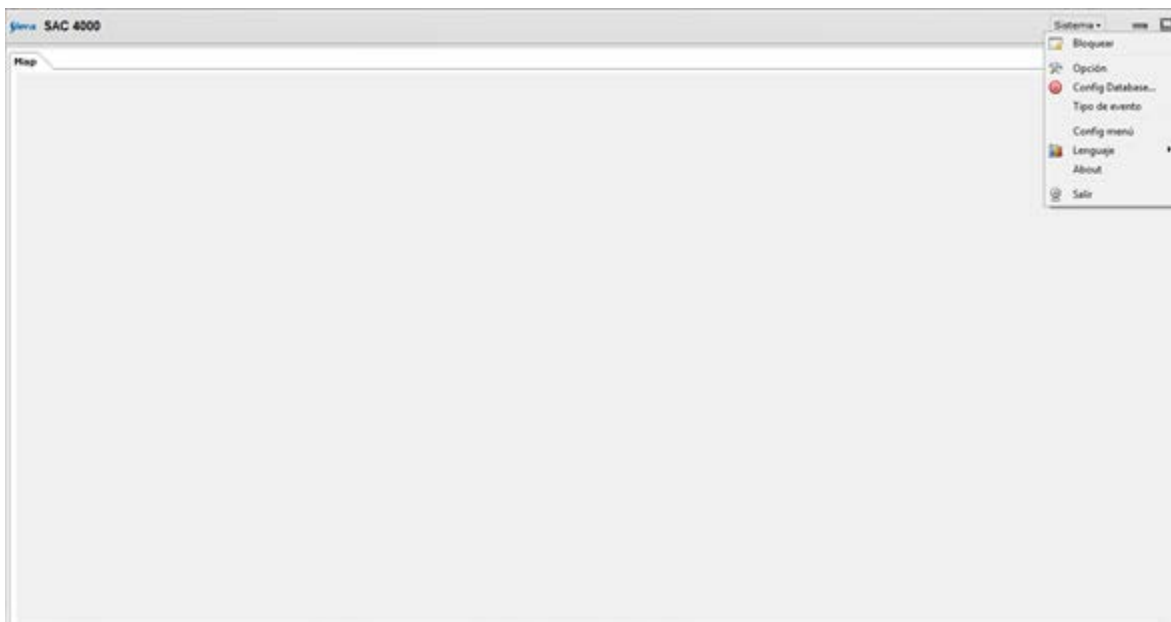 SAC 4000
Sistema
Map
Bloquear
Opción
Config Database...
Tipo de evento
Config menú
Lenguaje
About
Salir